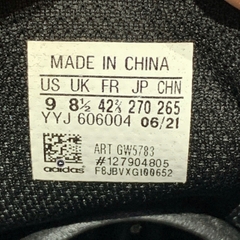 MADE IN CHINA
US UK FR JP CHN
9 8½ 42⅔ 270 265
YYJ 606004 06/21
ART GW5783
#127904805
adidas F8JBVXG100652